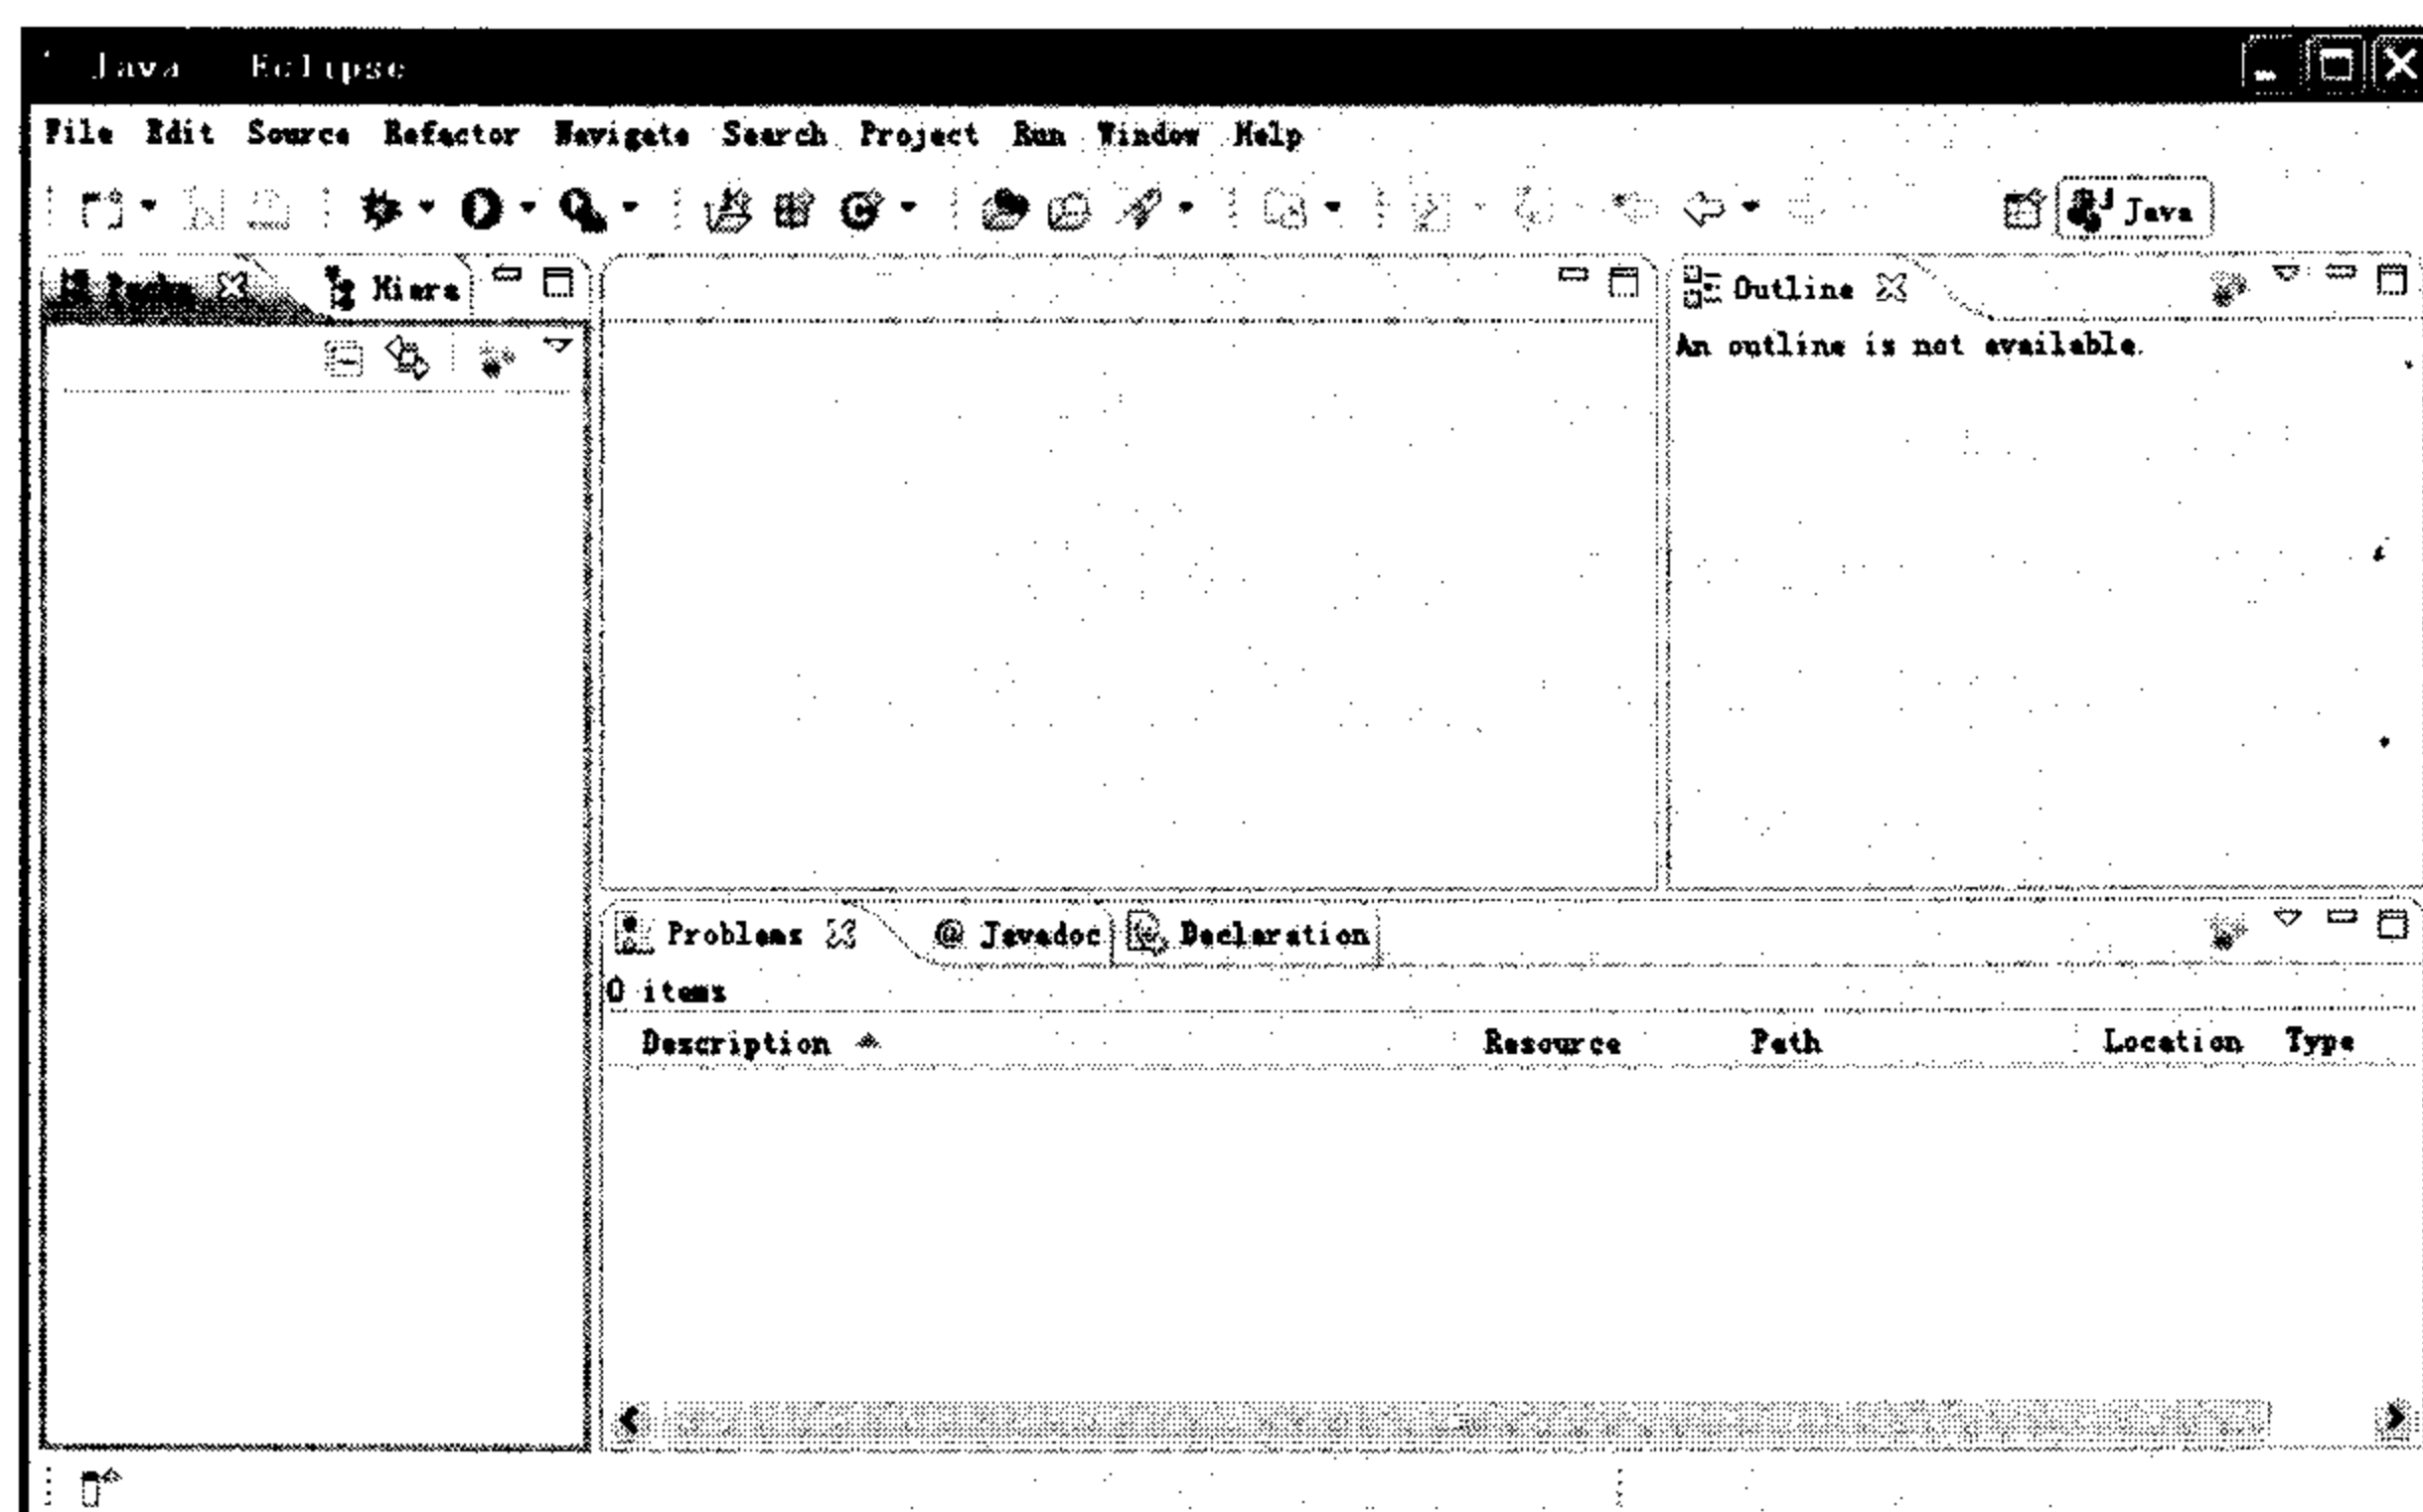 Java Eclipse
File Edit Source Refactor Navigate Search Project Run Window Help
Java
Hiera
Outline
An outline is not available.
Problems @ Javadoc Declaration
0 items
Description Resource Path Location Type